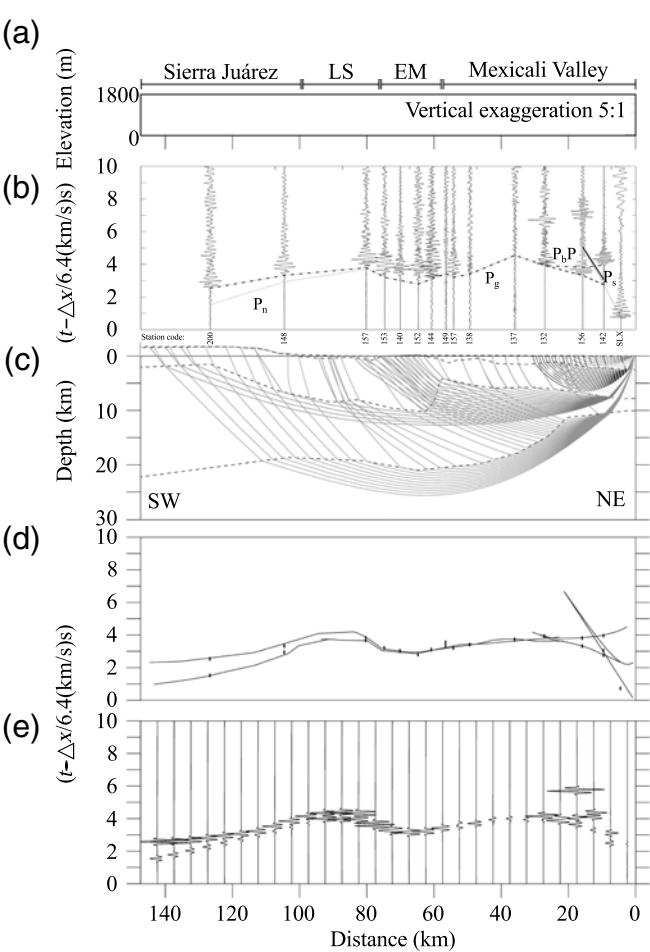 (a)
Sierra Juárez LS EM Mexicali Valley
Elevation (m)
1800
0
Vertical exaggeration 5:1
(b)
(t−△x/6.4(km/s)s)
10
8
6
4
2
0
Pn
Pg
PbP
Ps
Station code: 200 148 157 153 140 152 144 149 157 138 137 132 156 142 SLX
(c)
Depth (km)
0
10
20
30
SW NE
(d)
10
8
6
4
2
0
(t−△x/6.4(km/s)s)
(e)
10
8
6
4
2
0
140 120 100 80 60 40 20 0
Distance (km)